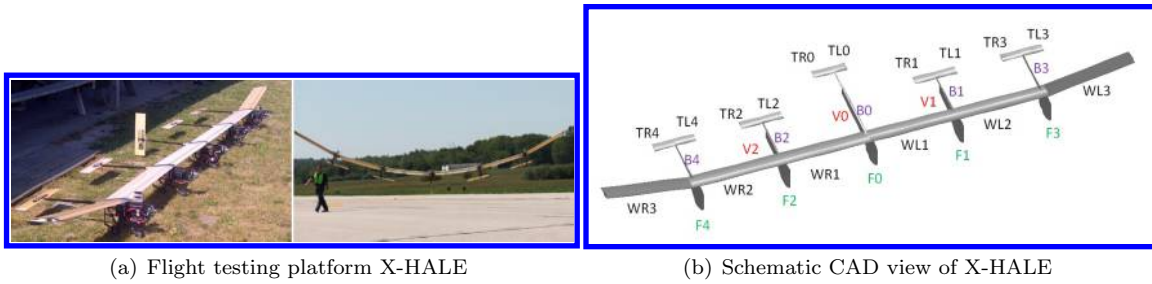 TR3 TL3
TR1 TL1
TR0 TL0
B3
B1
V1
WL3
TR2 TL2
V0 B0
TR4 TL4
WL2
V2 B2
WL1
F3
B4
F1
WR1
F0
WR2
F2
WR3
F4
(a) Flight testing platform X-HALE
(b) Schematic CAD view of X-HALE